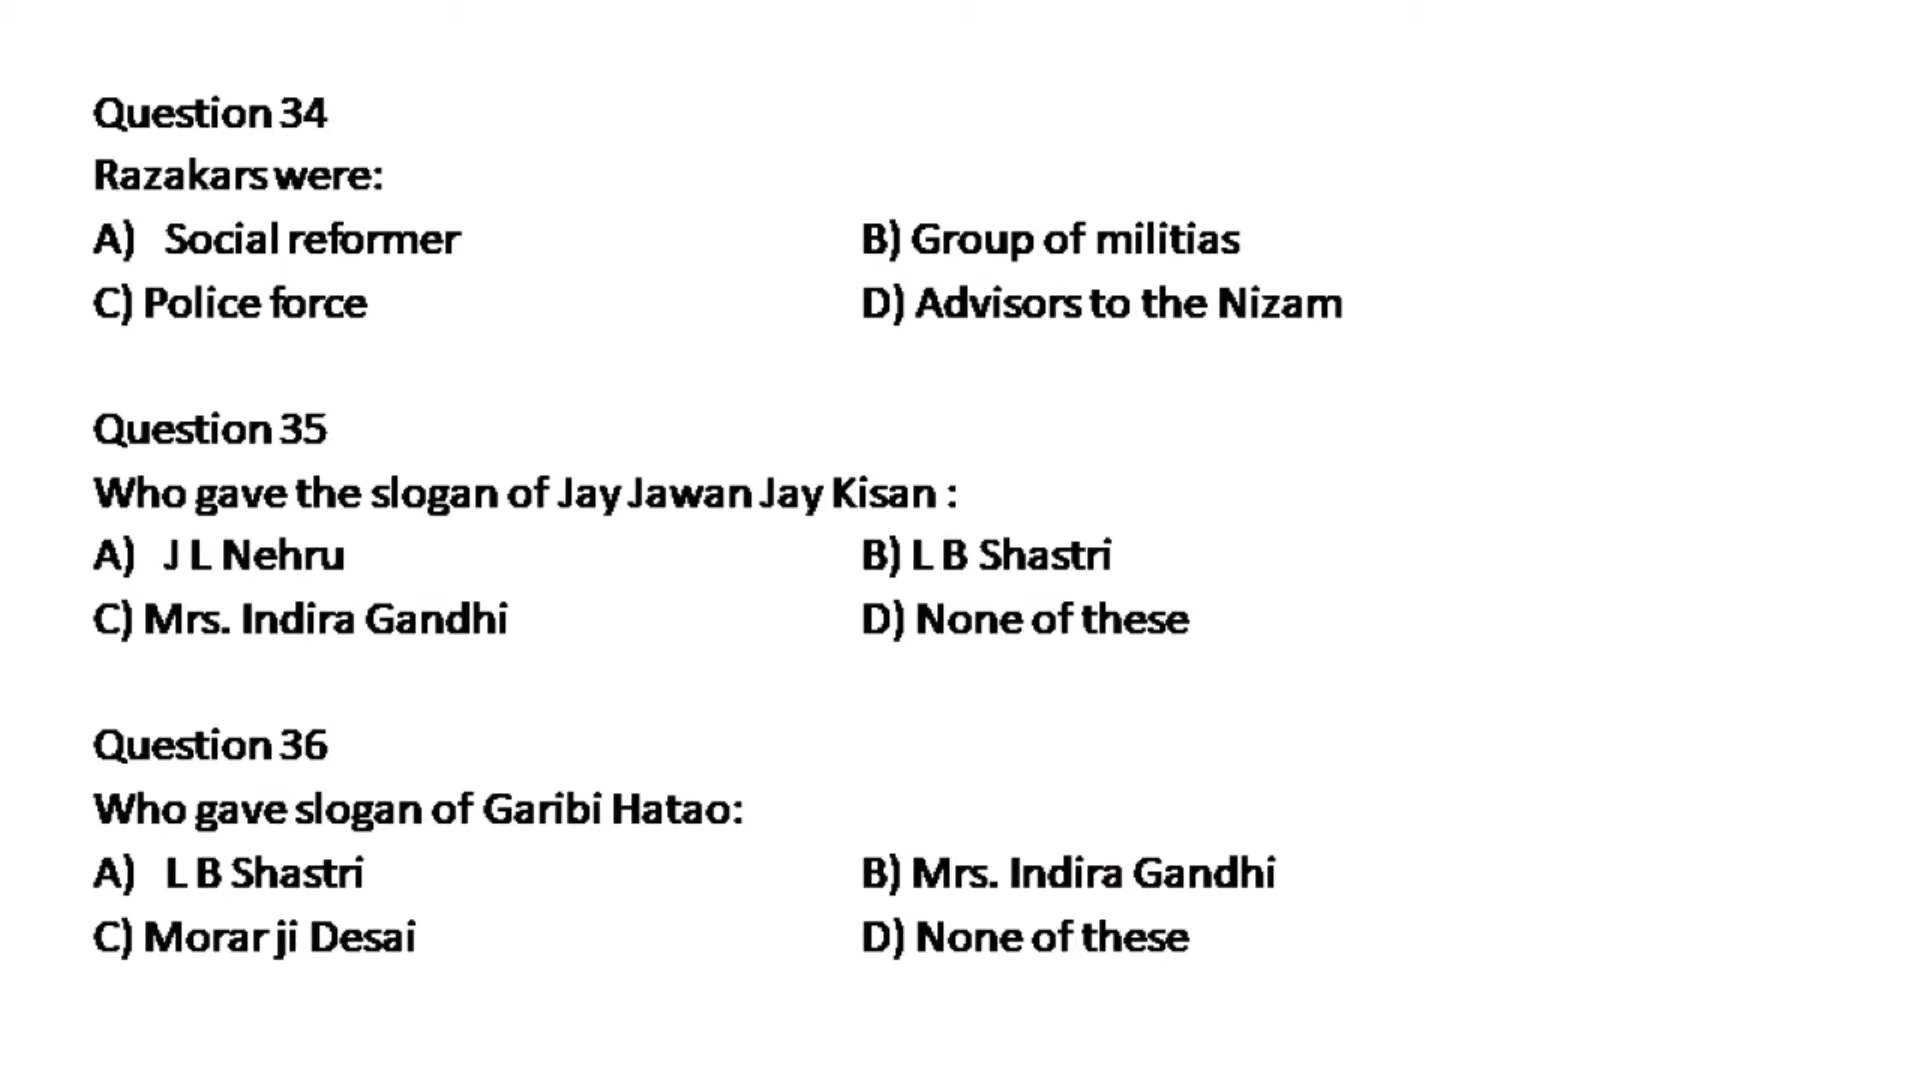 Question 34
Razakars were:
A) Social reformer B) Group of militias
C) Police force D) Advisors to the Nizam
Question 35
Who gave the slogan of Jay Jawan Jay Kisan :
A) J L Nehru B) L B Shastri
C) Mrs. Indira Gandhi D) None of these
Question 36
Who gave slogan of Garibi Hatao:
A) L B Shastri B) Mrs. Indira Gandhi
C) Morar ji Desai D) None of these